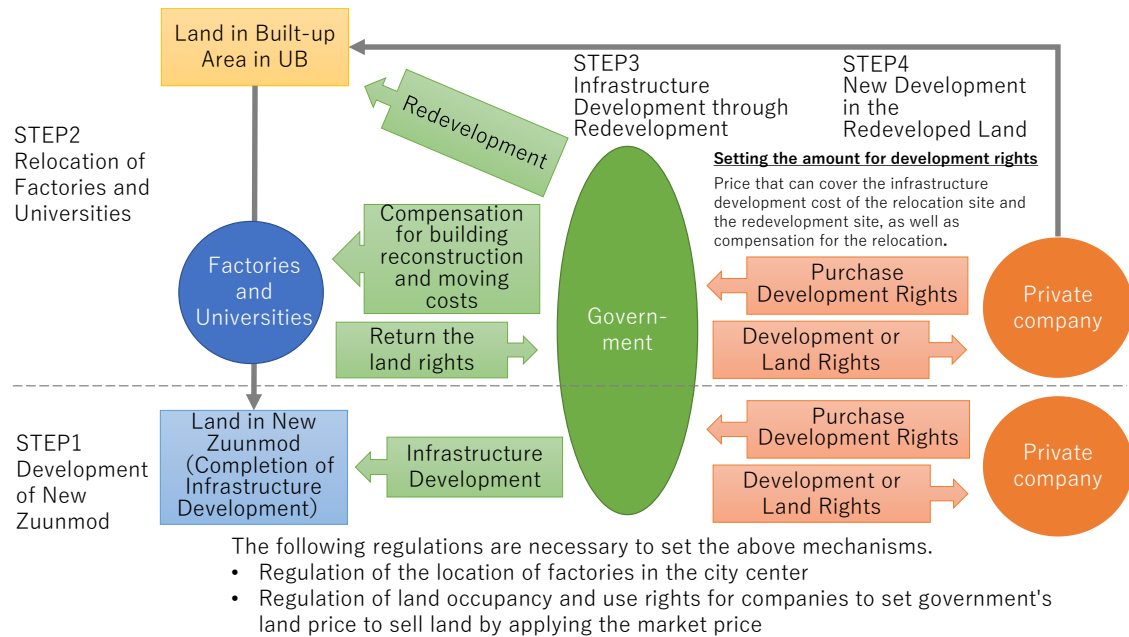 Land in Built-up
Area in UB
STEP3
Infrastructure
Development through
Redevelopment
STEP4
New Development
in the
Redeveloped Land
Redevelopment
STEP2
Relocation of
Factories and
Universities
Setting the amount for development rights
Price that can cover the infrastructure
development cost of the relocation site and
the redevelopment site, as well as
compensation for the relocation.
Compensation
for building
reconstruction
and moving
costs
Factories
and
Universities
Return the
land rights
Govern-
ment
Purchase
Development Rights
Development or
Land Rights
Private
company
STEP1
Development
of New
Zuunmod
Land in New
Zuunmod
(Completion of
Infrastructure
Development)
Infrastructure
Development
Purchase
Development Rights
Development or
Land Rights
Private
company
The following regulations are necessary to set the above mechanisms.
• Regulation of the location of factories in the city center
• Regulation of land occupancy and use rights for companies to set government's
land price to sell land by applying the market price